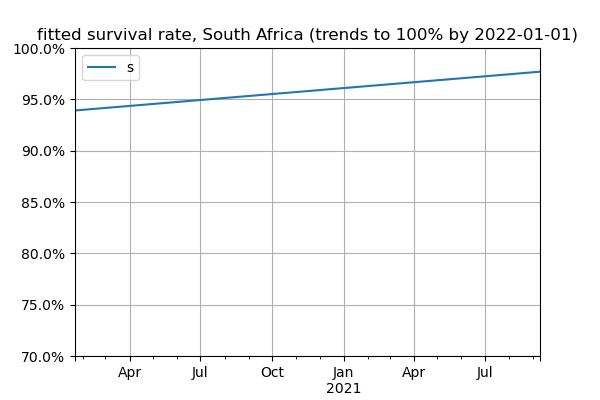 fitted survival rate, South Africa (trends to 100% by 2022-01-01)
100.0%
s
95.0%
90.0%
85.0%
80.0%
75.0%
70.0%
Apr Jul Oct Jan Apr Jul
2021